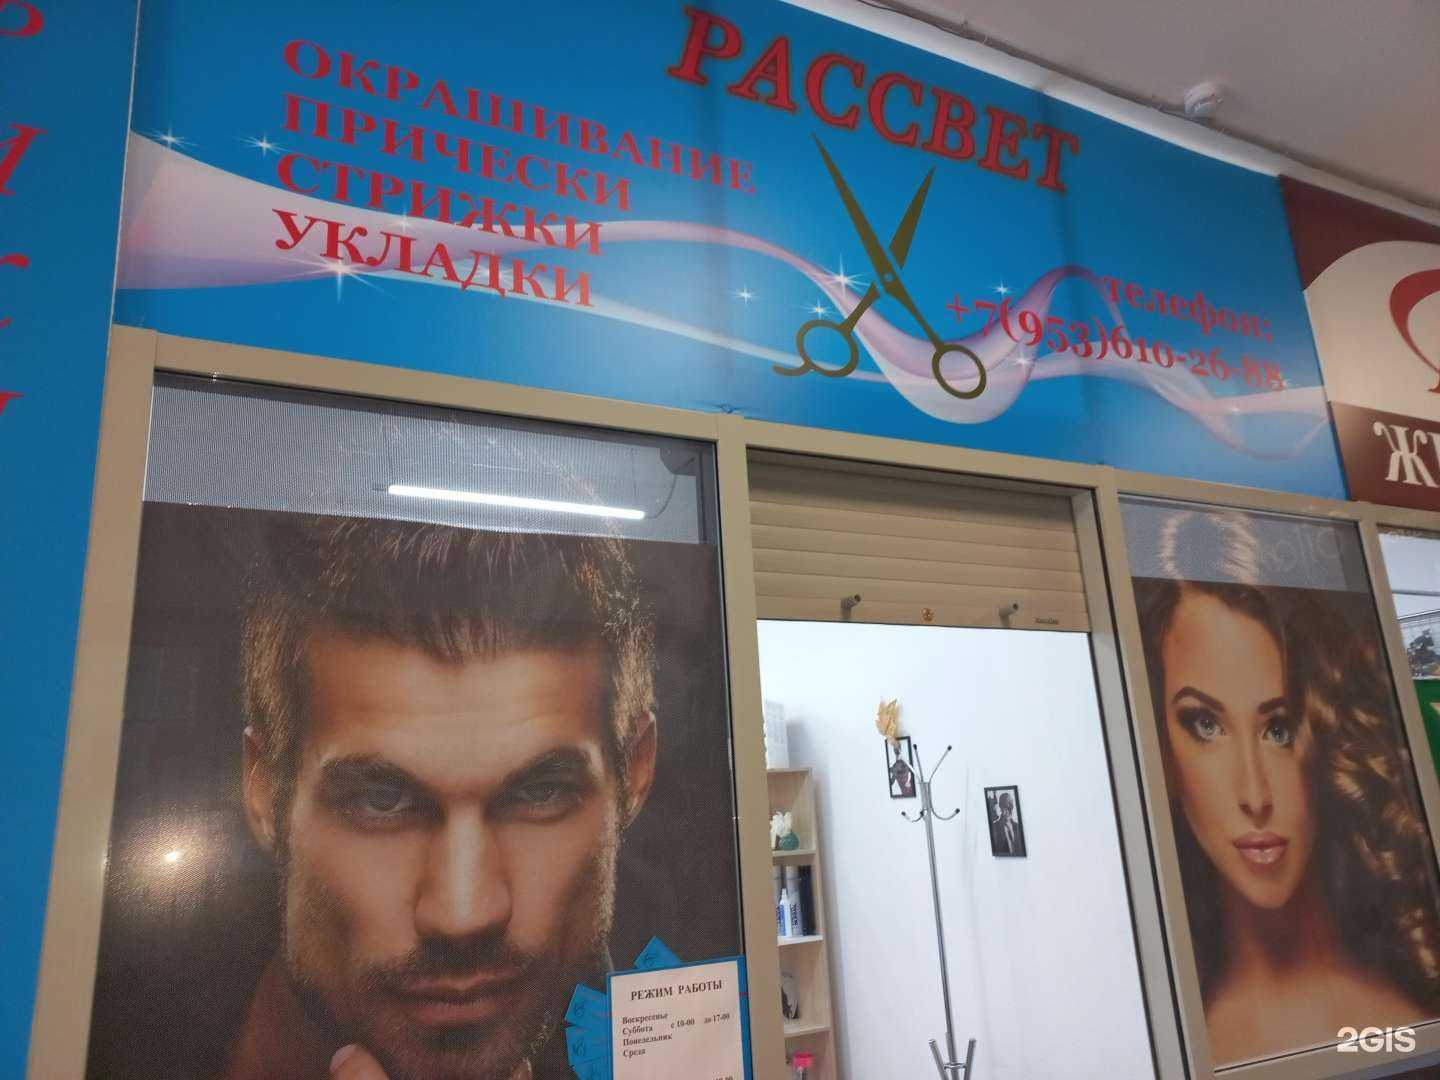 РАССВЕТ
ОКРАШИВАНИЕ
ПРИЧЕСКИ
СТРИЖКИ
УКЛАДКИ
телефон:
+7(953)610-26-88
РЕЖИМ РАБОТЫ
Воскресенье
Суббота с 10-00 до 17-00
Понедельник
Среда
2GIS